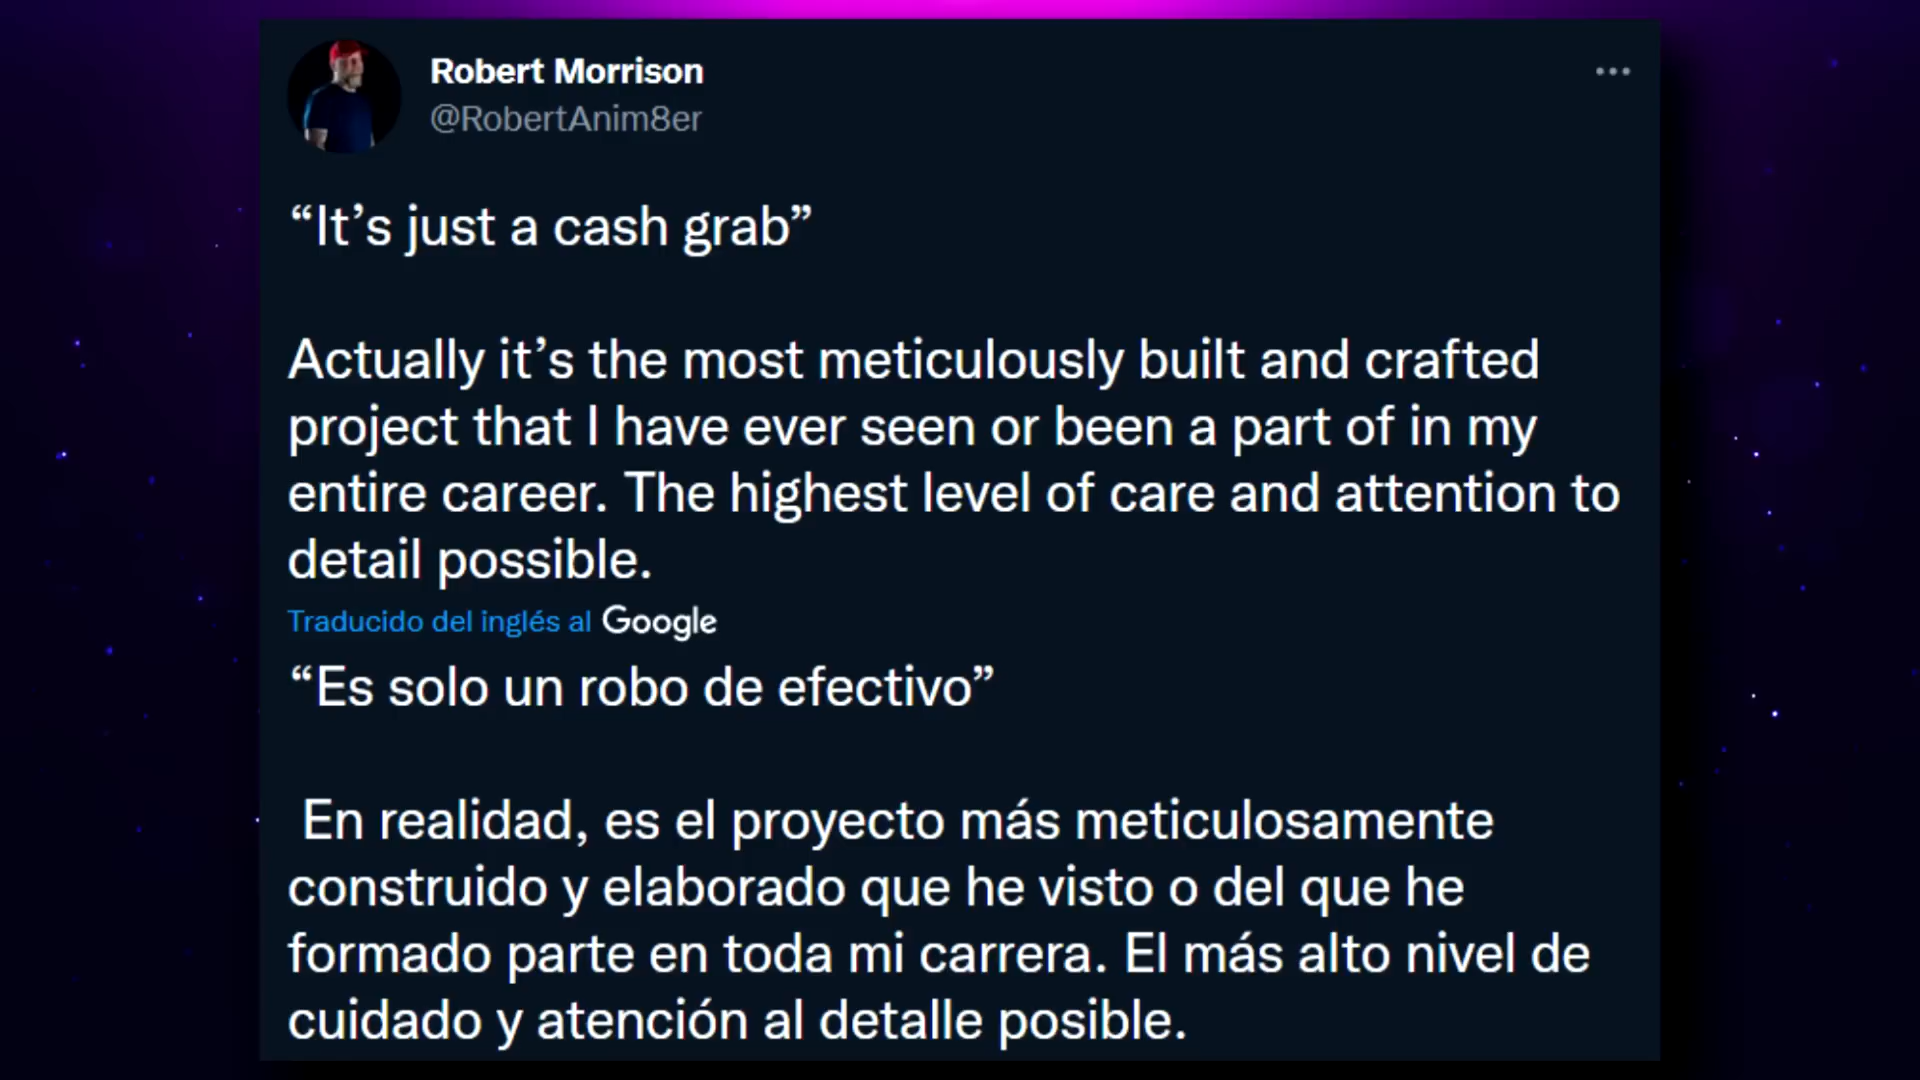 Robert Morrison
@RobertAnim8er
“It’s just a cash grab”
Actually it’s the most meticulously built and crafted
project that I have ever seen or been a part of in my
entire career. The highest level of care and attention to
detail possible.
Traducido del inglés al Google
“Es solo un robo de efectivo”
En realidad, es el proyecto más meticulosamente
construido y elaborado que he visto o del que he
formado parte en toda mi carrera. El más alto nivel de
cuidado y atención al detalle posible.